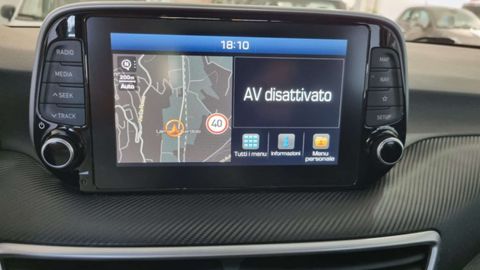 18:10
RADIO
MEDIA
SEEK
TRACK
N
200m
Auto
40
AV disattivato
Tutti i menu
Informazioni
Menu
personale
MAP
NAV
SETUP